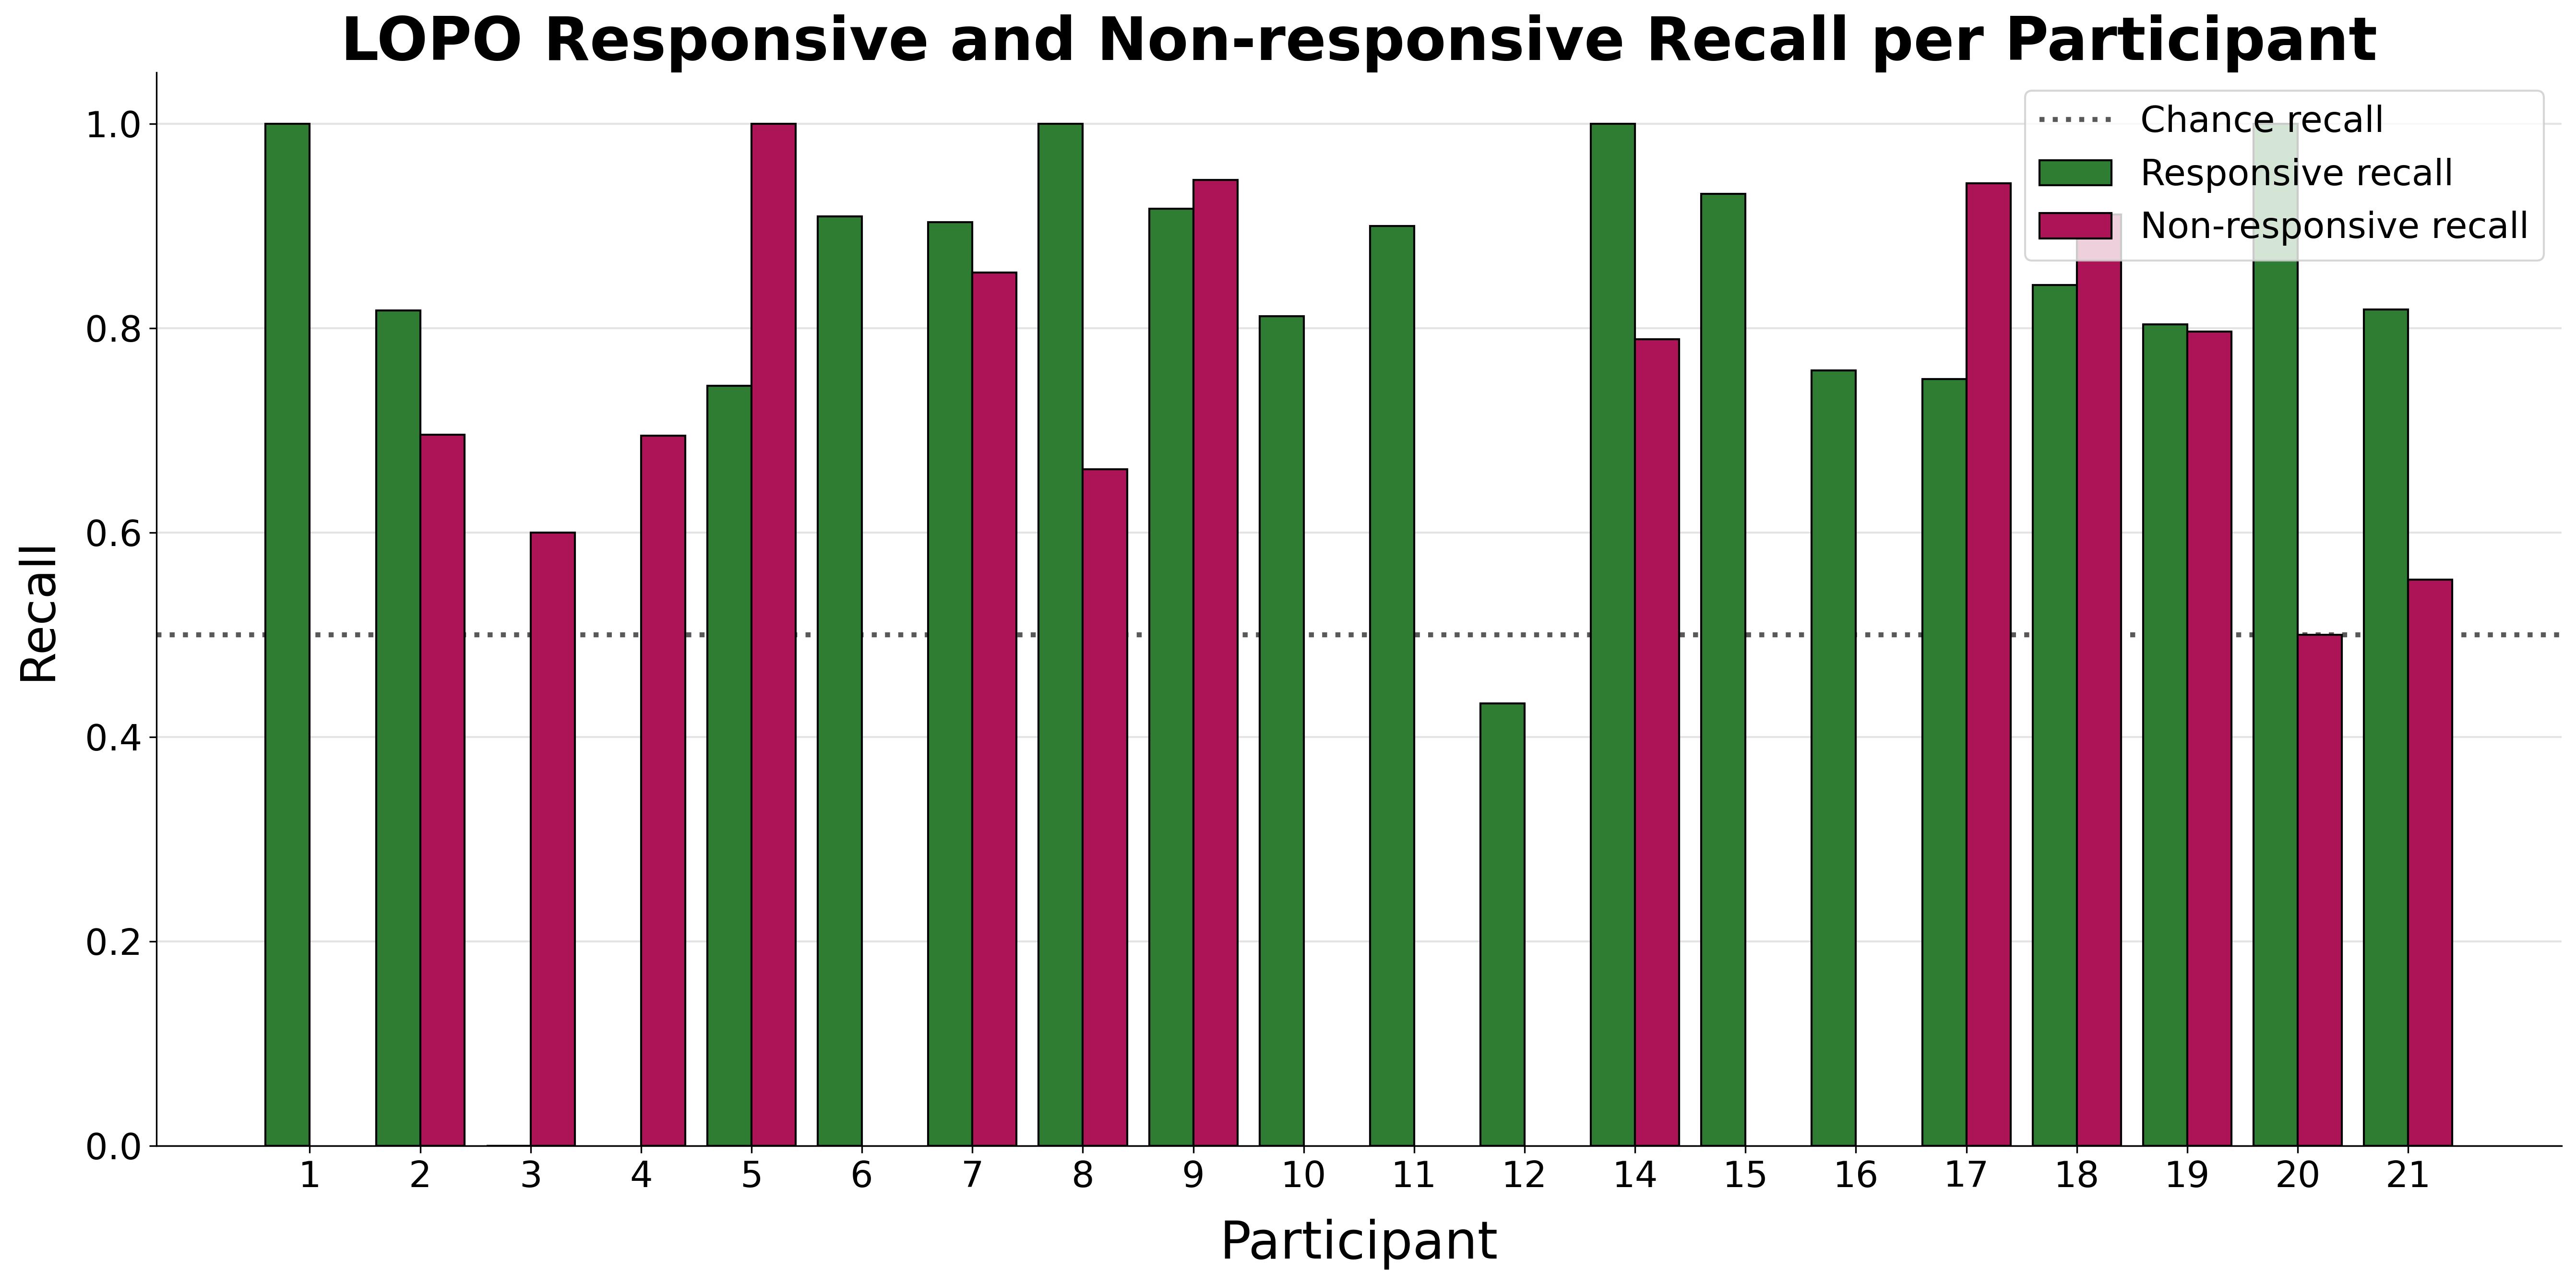 LOPO Responsive and Non-responsive Recall per Participant
Chance recall
Responsive recall
Non-responsive recall
1.0
0.8
0.6
0.4
0.2
0.0
Recall
1 2 3 4 5 6 7 8 9 10 11 12 14 15 16 17 18 19 20 21
Participant